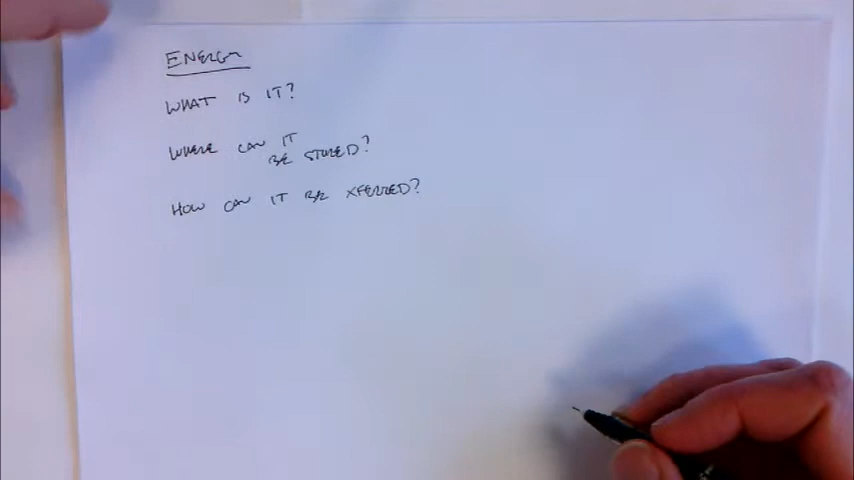 ENERGY
WHAT IS IT?
WHERE CAN IT
BE STORED?
HOW CAN IT BE XFERRED?